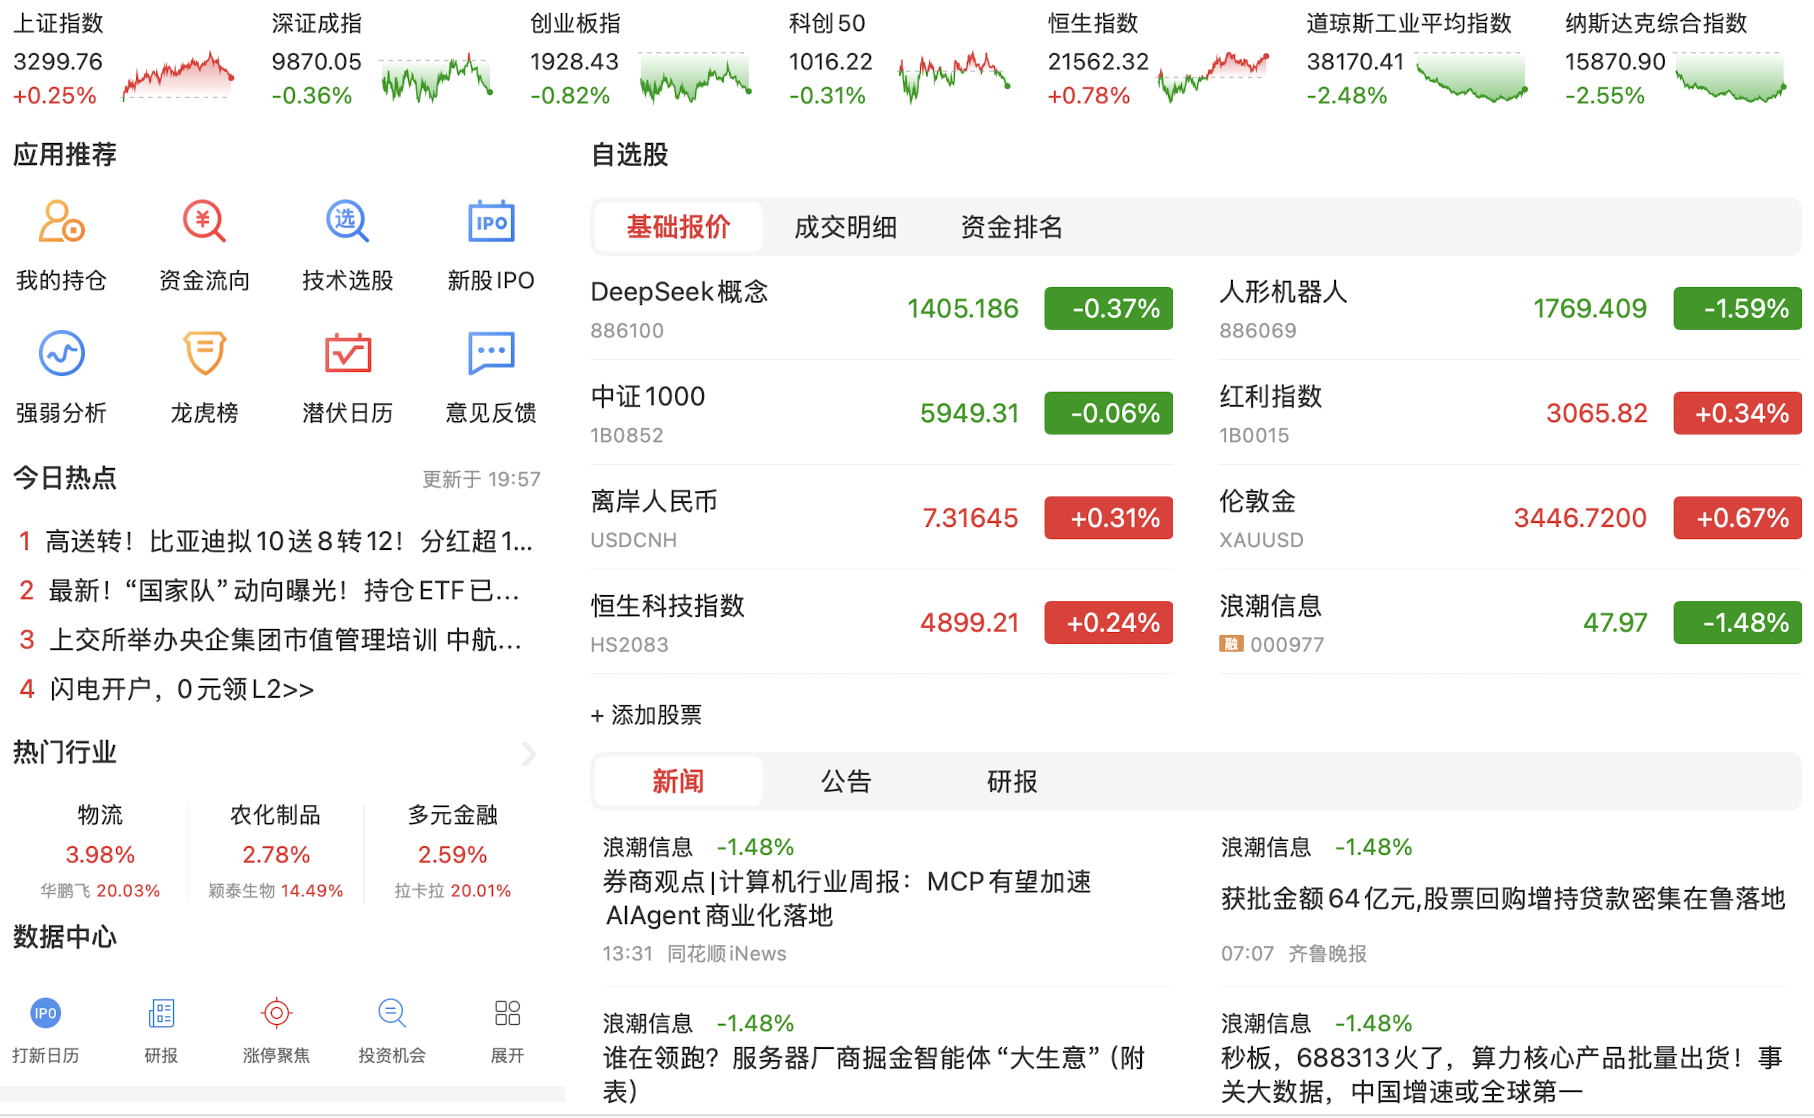 上证指数
3299.76
+0.25%
深证成指
9870.05
-0.36%
创业板指
1928.43
-0.82%
科创50
1016.22
-0.31%
恒生指数
21562.32
+0.78%
道琼斯工业平均指数
38170.41
-2.48%
纳斯达克综合指数
15870.90
-2.55%
应用推荐
¥
选
IPO
我的持仓
资金流向
技术选股
新股IPO
强弱分析
龙虎榜
潜伏日历
意见反馈
今日热点
更新于 19:57
1 高送转！比亚迪拟10送8转12！分红超1...
2 最新！“国家队”动向曝光！持仓ETF已...
3 上交所举办央企集团市值管理培训 中航...
4 闪电开户，0元领L2>>
热门行业
物流
3.98%
华鹏飞 20.03%
农化制品
2.78%
颖泰生物 14.49%
多元金融
2.59%
拉卡拉 20.01%
数据中心
IPO
打新日历
研报
涨停聚焦
投资机会
展开
自选股
基础报价
成交明细
资金排名
DeepSeek概念
886100
1405.186
-0.37%
人形机器人
886069
1769.409
-1.59%
中证1000
1B0852
5949.31
-0.06%
红利指数
1B0015
3065.82
+0.34%
离岸人民币
USDCNH
7.31645
+0.31%
伦敦金
XAUUSD
3446.7200
+0.67%
恒生科技指数
HS2083
4899.21
+0.24%
浪潮信息
融 000977
47.97
-1.48%
+ 添加股票
新闻
公告
研报
浪潮信息 -1.48%
券商观点|计算机行业周报：MCP有望加速
AIAgent商业化落地
13:31 同花顺iNews
浪潮信息 -1.48%
获批金额64亿元,股票回购增持贷款密集在鲁落地
07:07 齐鲁晚报
浪潮信息 -1.48%
谁在领跑？服务器厂商掘金智能体“大生意”（附
表）
浪潮信息 -1.48%
秒板，688313火了，算力核心产品批量出货！事
关大数据，中国增速或全球第一